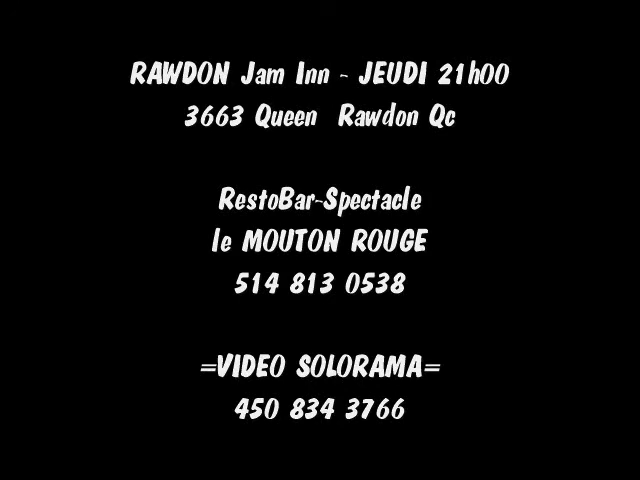 RAWDON Jam Inn - JEUDI 21h00
3663 Queen Rawdon Qc
RestoBar-Spectacle
le MOUTON ROUGE
514 813 0538
=VIDEO SOLORAMA=
450 834 3766